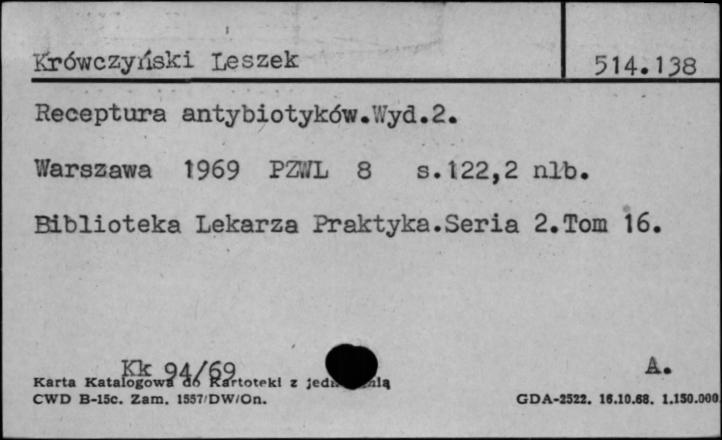 Krówczyński Leszek
514.138
Receptura antybiotyków.Wyd.2.
Warszawa 1969 PZWL 8 s.122,2 nlb.
Biblioteka Lekarza Praktyka.Seria 2.Tom 16.
Kk 94/69 A.
Karta Katalogowa do Kartoteki z
CWD B-15c. Zam. 1557/DW/On.
GDA-2522. 16.10.68. 1.150.000